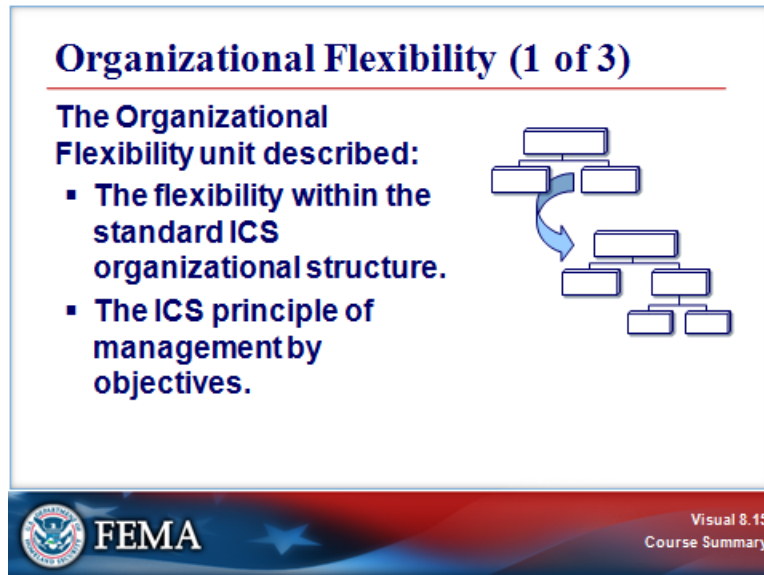 Organizational Flexibility (1 of 3)
The Organizational
Flexibility unit described:
▪ The flexibility within the
standard ICS
organizational structure.
▪ The ICS principle of
management by
objectives.
FEMA
Visual 8.15
Course Summary